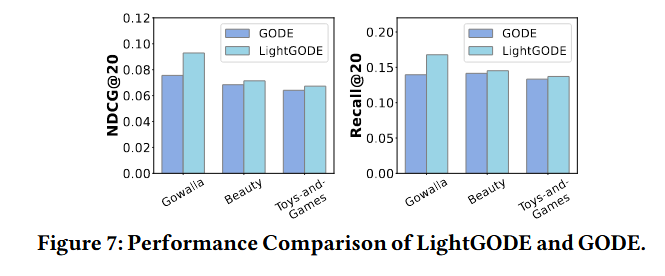 NDCG@20
0.12
0.10
0.08
0.06
0.04
0.02
0.00
GODE
LightGODE
Gowalla
Beauty
Toys-and-
Games
Recall@20
0.20
0.15
0.10
0.05
0.00
GODE
LightGODE
Gowalla
Beauty
Toys-and-
Games
Figure 7: Performance Comparison of LightGODE and GODE.